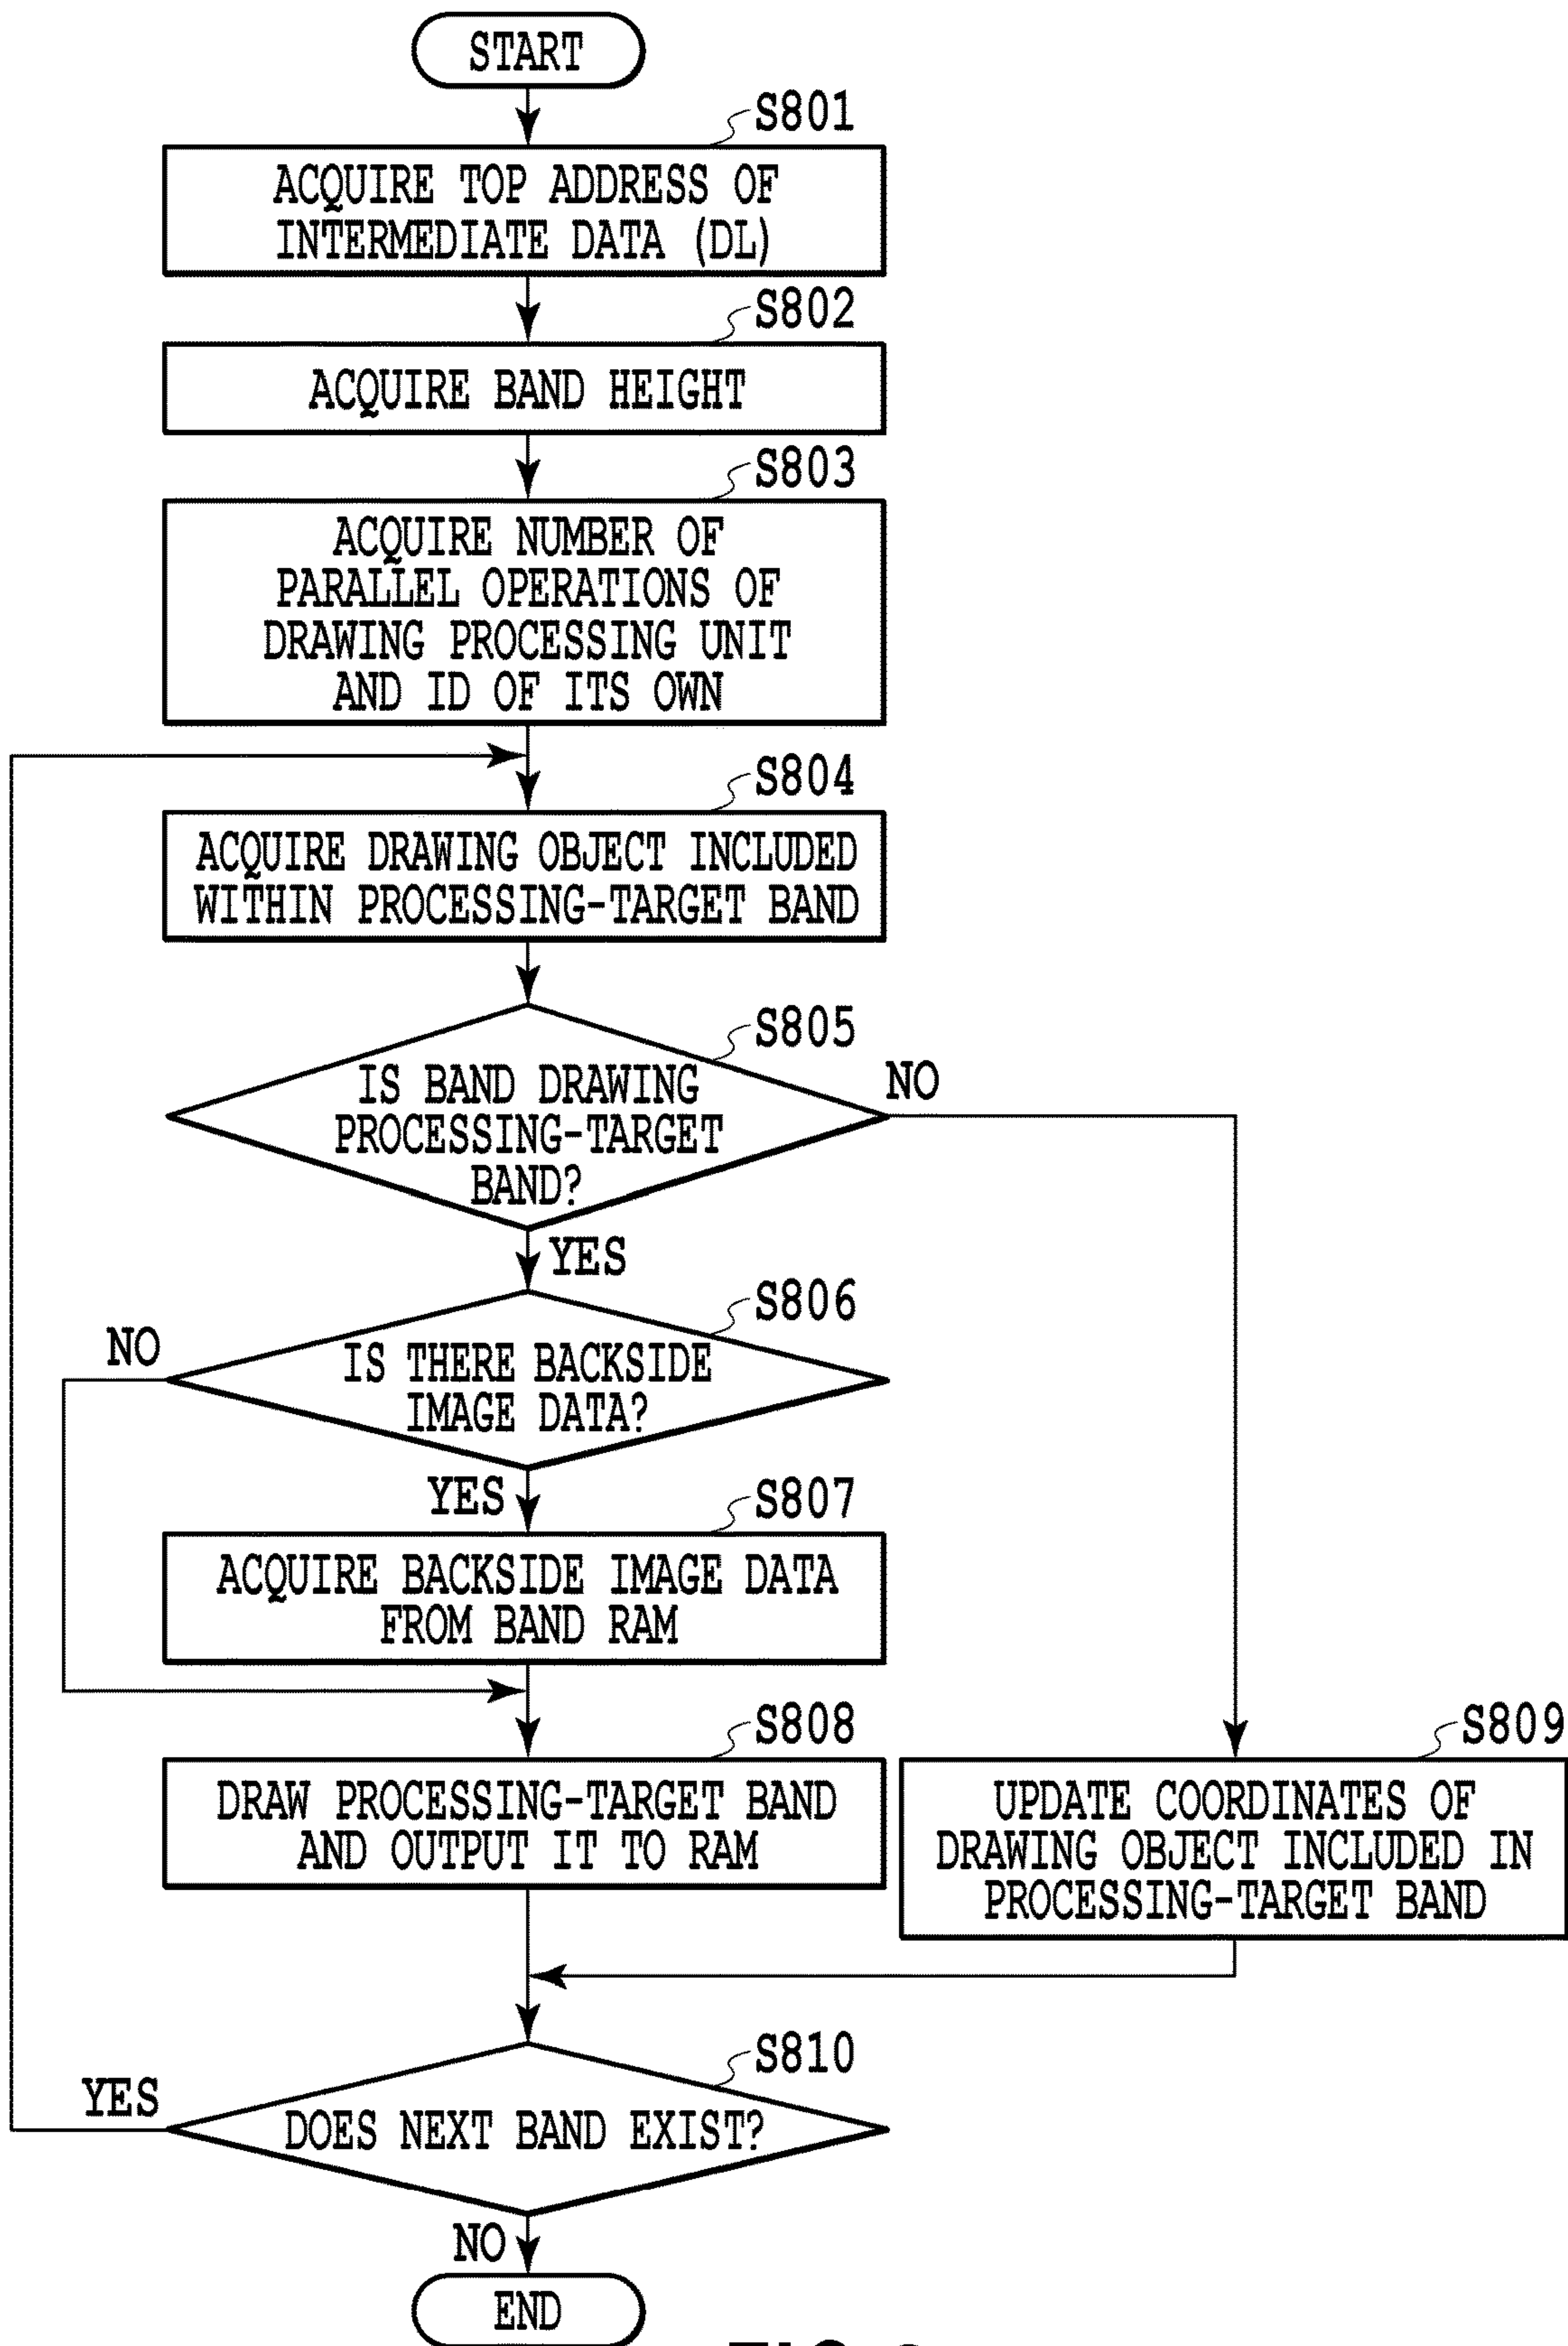 START
S801
ACQUIRE TOP ADDRESS OF
INTERMEDIATE DATA (DL)
S802
ACQUIRE BAND HEIGHT
S803
ACQUIRE NUMBER OF
PARALLEL OPERATIONS OF
DRAWING PROCESSING UNIT
AND ID OF ITS OWN
S804
ACQUIRE DRAWING OBJECT INCLUDED
WITHIN PROCESSING-TARGET BAND
S805
IS BAND DRAWING
PROCESSING-TARGET
BAND?
NO
YES
S806
IS THERE BACKSIDE
IMAGE DATA?
NO
YES
S807
ACQUIRE BACKSIDE IMAGE DATA
FROM BAND RAM
S808
DRAW PROCESSING-TARGET BAND
AND OUTPUT IT TO RAM
S809
UPDATE COORDINATES OF
DRAWING OBJECT INCLUDED IN
PROCESSING-TARGET BAND
S810
DOES NEXT BAND EXIST?
YES
NO
END